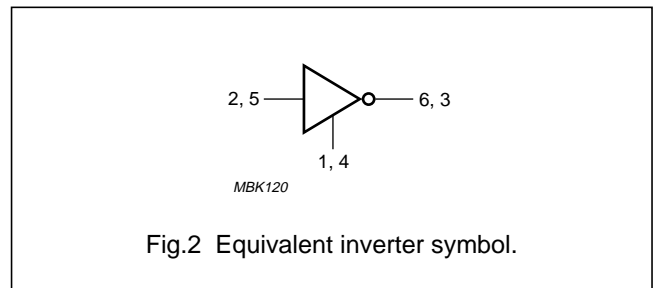 2, 5
6, 3
1, 4
MBK120
Fig.2 Equivalent inverter symbol.